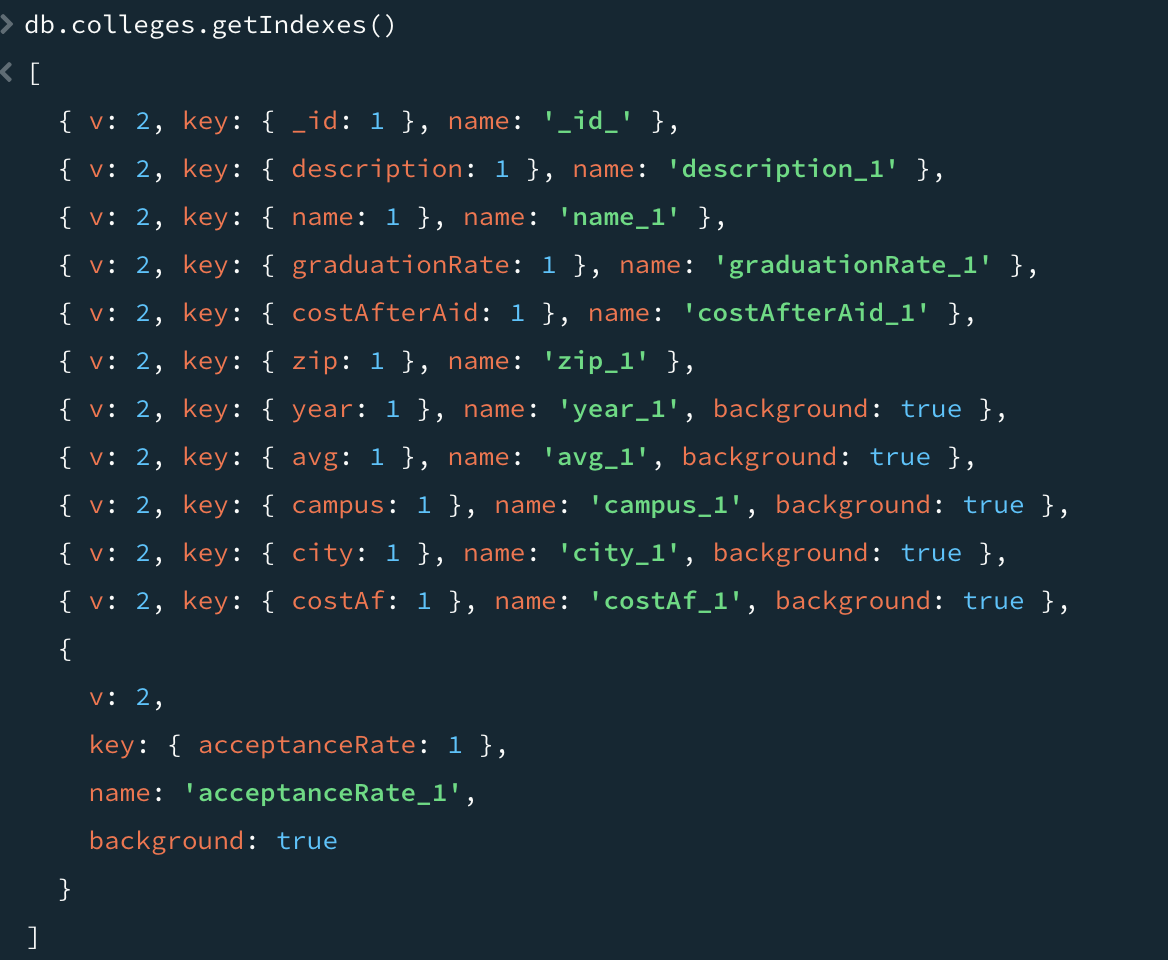 > db.colleges.getIndexes()
< [
{ v: 2, key: { _id: 1 }, name: '_id_' },
{ v: 2, key: { description: 1 }, name: 'description_1' },
{ v: 2, key: { name: 1 }, name: 'name_1' },
{ v: 2, key: { graduationRate: 1 }, name: 'graduationRate_1' },
{ v: 2, key: { costAfterAid: 1 }, name: 'costAfterAid_1' },
{ v: 2, key: { zip: 1 }, name: 'zip_1' },
{ v: 2, key: { year: 1 }, name: 'year_1', background: true },
{ v: 2, key: { avg: 1 }, name: 'avg_1', background: true },
{ v: 2, key: { campus: 1 }, name: 'campus_1', background: true },
{ v: 2, key: { city: 1 }, name: 'city_1', background: true },
{ v: 2, key: { costAf: 1 }, name: 'costAf_1', background: true },
{
v: 2,
key: { acceptanceRate: 1 },
name: 'acceptanceRate_1',
background: true
}
]